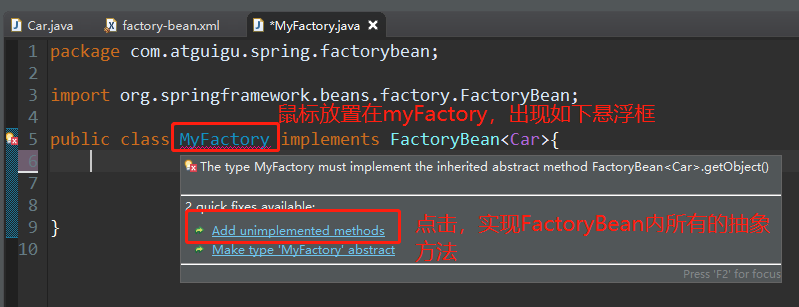 Car.java factory-bean.xml *MyFactory.java
1 package com.atguigu.spring.factorybean;
2
3 import org.springframework.beans.factory.FactoryBean;
鼠标放置在myFactory，出现如下悬浮框
5 public class MyFactory implements FactoryBean<Car>{
6
The type MyFactory must implement the inherited abstract method FactoryBean<Car>.getObject()
7
8 2 quick fixes available:
点击，实现FactoryBean内所有的抽象
9 } Add unimplemented methods
方法
10 Make type 'MyFactory' abstract
Press 'F2' for focus